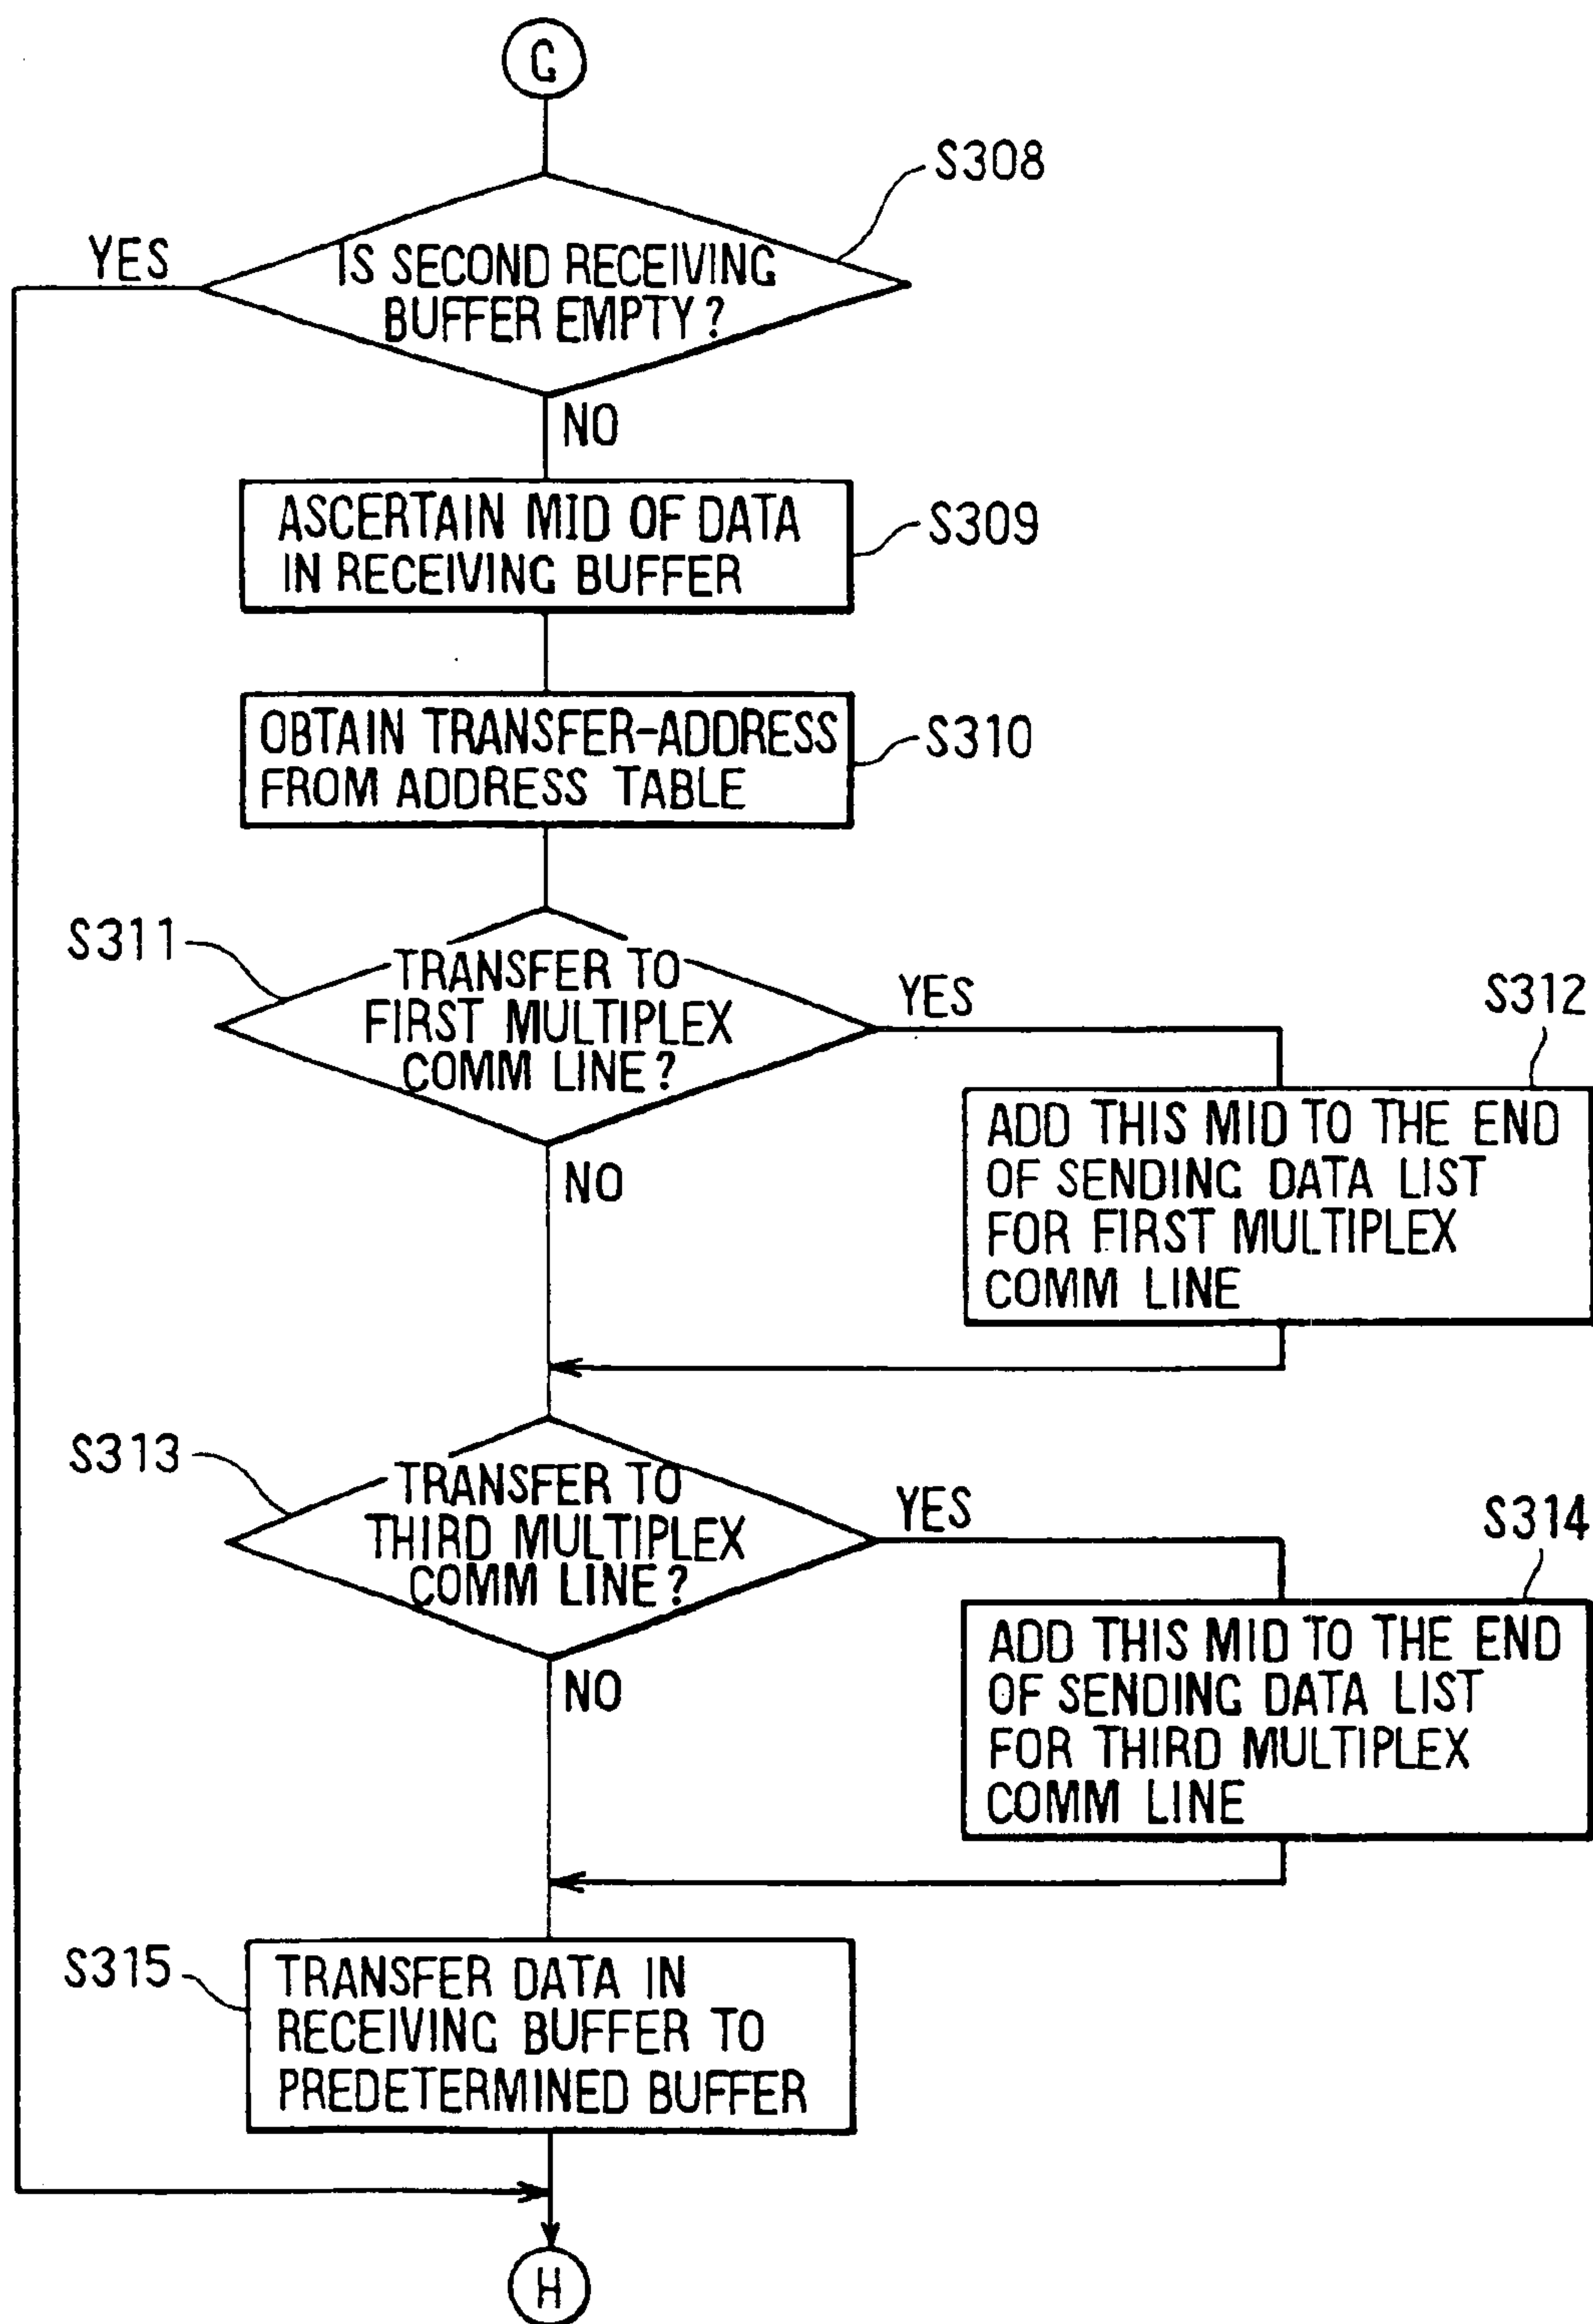 G
S308
YES
IS SECOND RECEIVING
BUFFER EMPTY?
NO
ASCERTAIN MID OF DATA
IN RECEIVING BUFFER
S309
OBTAIN TRANSFER-ADDRESS
FROM ADDRESS TABLE
S310
S311
TRANSFER TO
FIRST MULTIPLEX
COMM LINE?
YES
S312
NO
ADD THIS MID TO THE END
OF SENDING DATA LIST
FOR FIRST MULTIPLEX
COMM LINE
S313
TRANSFER TO
THIRD MULTIPLEX
COMM LINE?
YES
S314
NO
ADD THIS MID TO THE END
OF SENDING DATA LIST
FOR THIRD MULTIPLEX
COMM LINE
S315
TRANSFER DATA IN
RECEIVING BUFFER TO
PREDETERMINED BUFFER
H